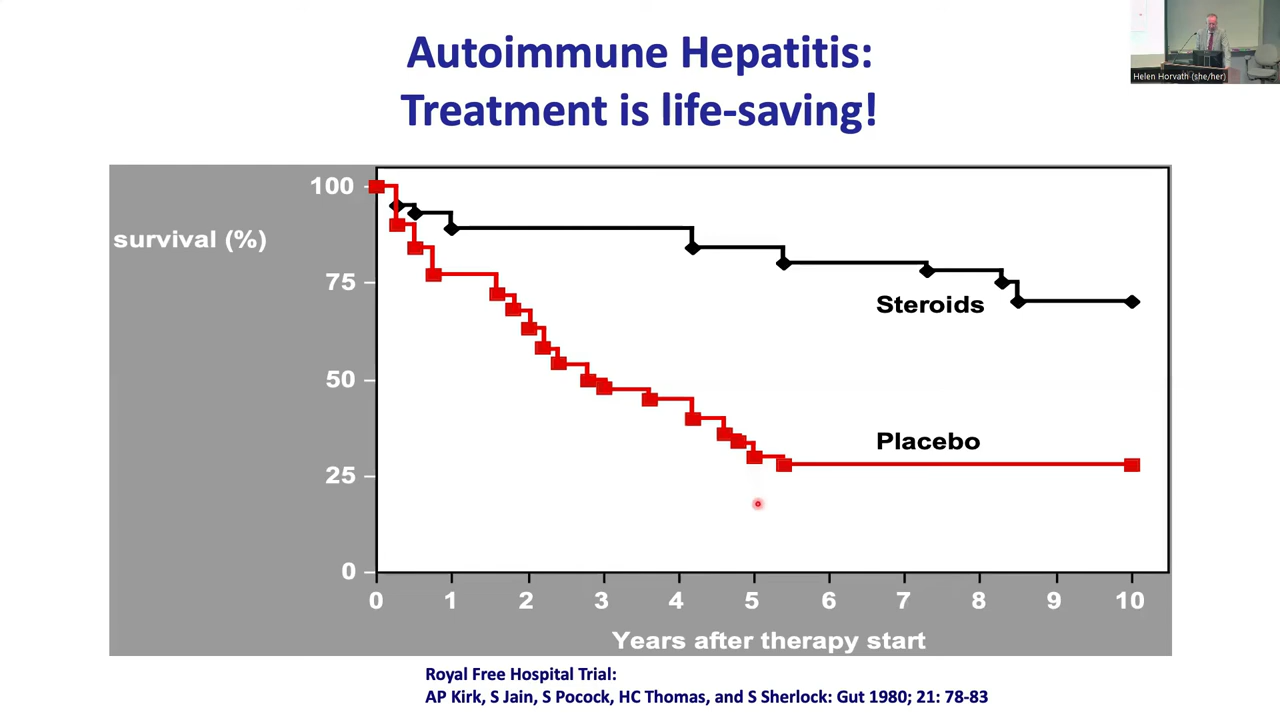 Autoimmune Hepatitis:
Treatment is life-saving!
Helen Horvath (she/her)
survival (%)
100
75
50
25
0
Steroids
Placebo
0 1 2 3 4 5 6 7 8 9 10
Years after therapy start
Royal Free Hospital Trial:
AP Kirk, S Jain, S Pocock, HC Thomas, and S Sherlock: Gut 1980; 21: 78-83